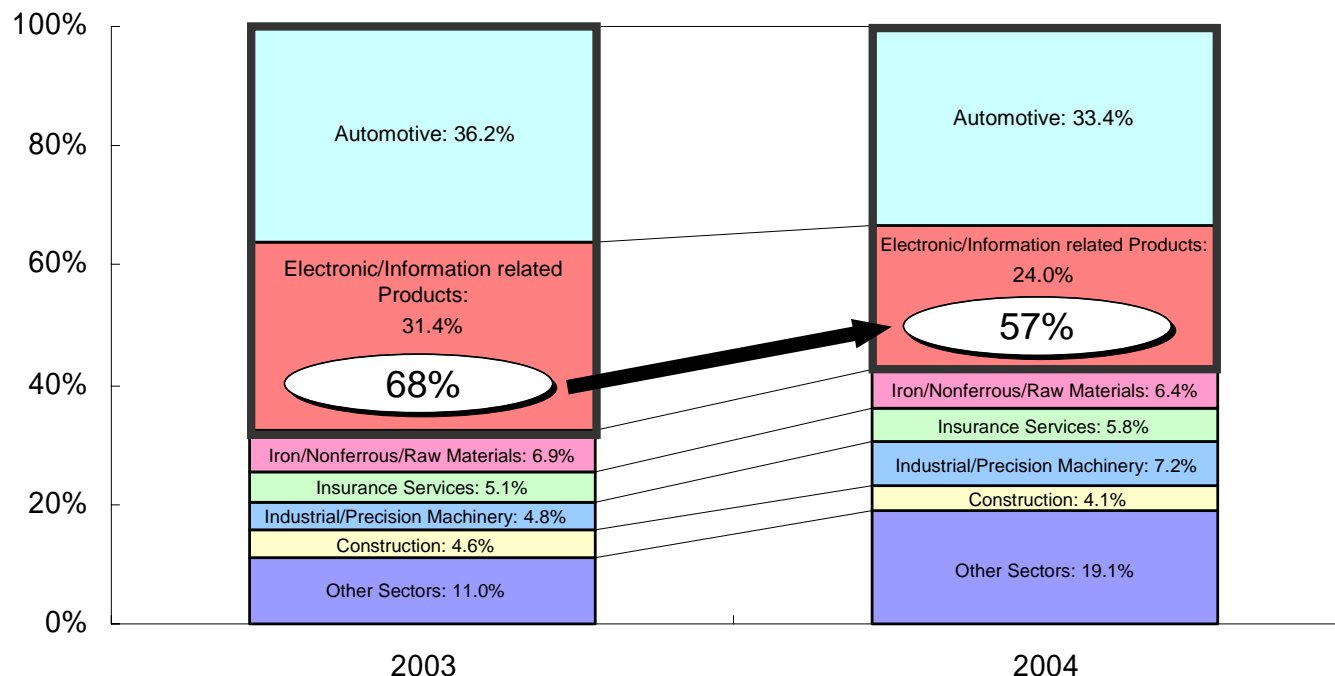 100%
80%
60%
40%
20%
0%
Automotive: 36.2%
Electronic/Information related
Products:
31.4%
68%
Iron/Nonferrous/Raw Materials: 6.9%
Insurance Services: 5.1%
Industrial/Precision Machinery: 4.8%
Construction: 4.6%
Other Sectors: 11.0%
2003
Automotive: 33.4%
Electronic/Information related Products:
24.0%
57%
Iron/Nonferrous/Raw Materials: 6.4%
Insurance Services: 5.8%
Industrial/Precision Machinery: 7.2%
Construction: 4.1%
Other Sectors: 19.1%
2004